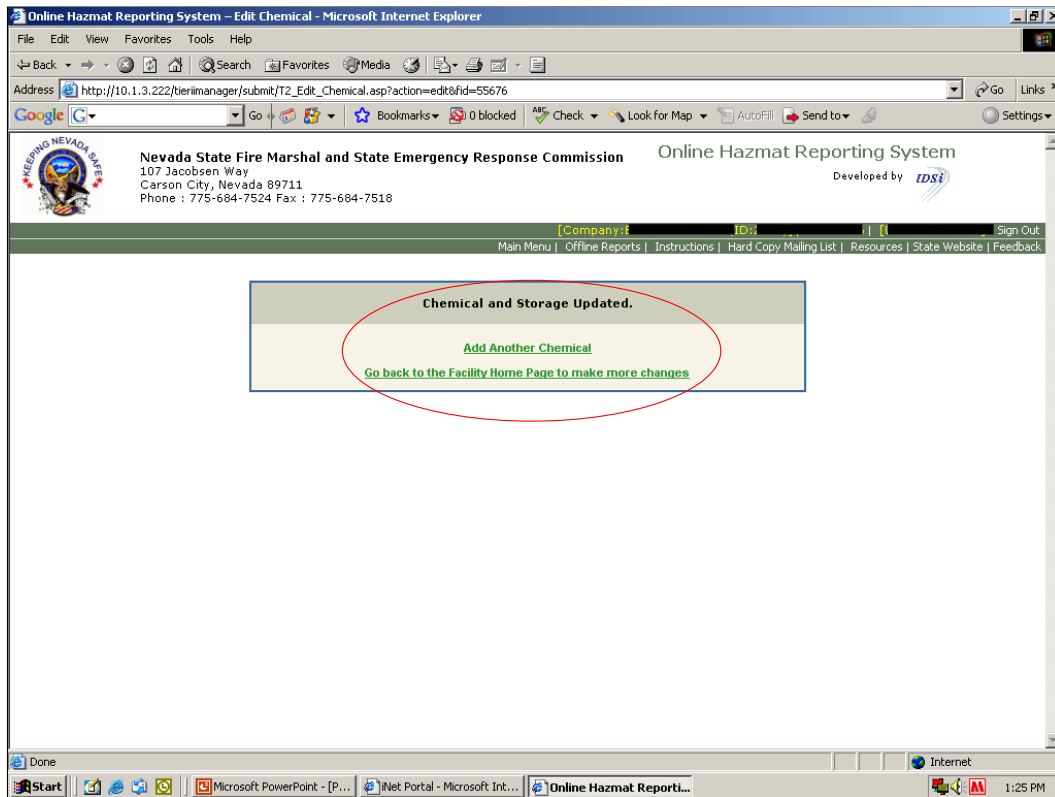 Online Hazmat Reporting System – Edit Chemical - Microsoft Internet Explorer
File Edit View Favorites Tools Help
Back Search Favorites Media
Address http://10.1.3.222/tieriimanager/submit/T2_Edit_Chemical.asp?action=edit&fid=55676 Go Links
Google G Go Bookmarks 0 blocked ABC Check Look for Map AutoFill Send to Settings
KEEPING NEVADA SAFE
Nevada State Fire Marshal and State Emergency Response Commission
107 Jacobsen Way
Carson City, Nevada 89711
Phone : 775-684-7524 Fax : 775-684-7518
Online Hazmat Reporting System
Developed by IDSi
[Company: ID: | [ Sign Out
Main Menu | Offline Reports | Instructions | Hard Copy Mailing List | Resources | State Website | Feedback
Chemical and Storage Updated.
Add Another Chemical
Go back to the Facility Home Page to make more changes
Done Internet
Start Microsoft PowerPoint - [P... iNet Portal - Microsoft Int... Online Hazmat Reporti... 1:25 PM